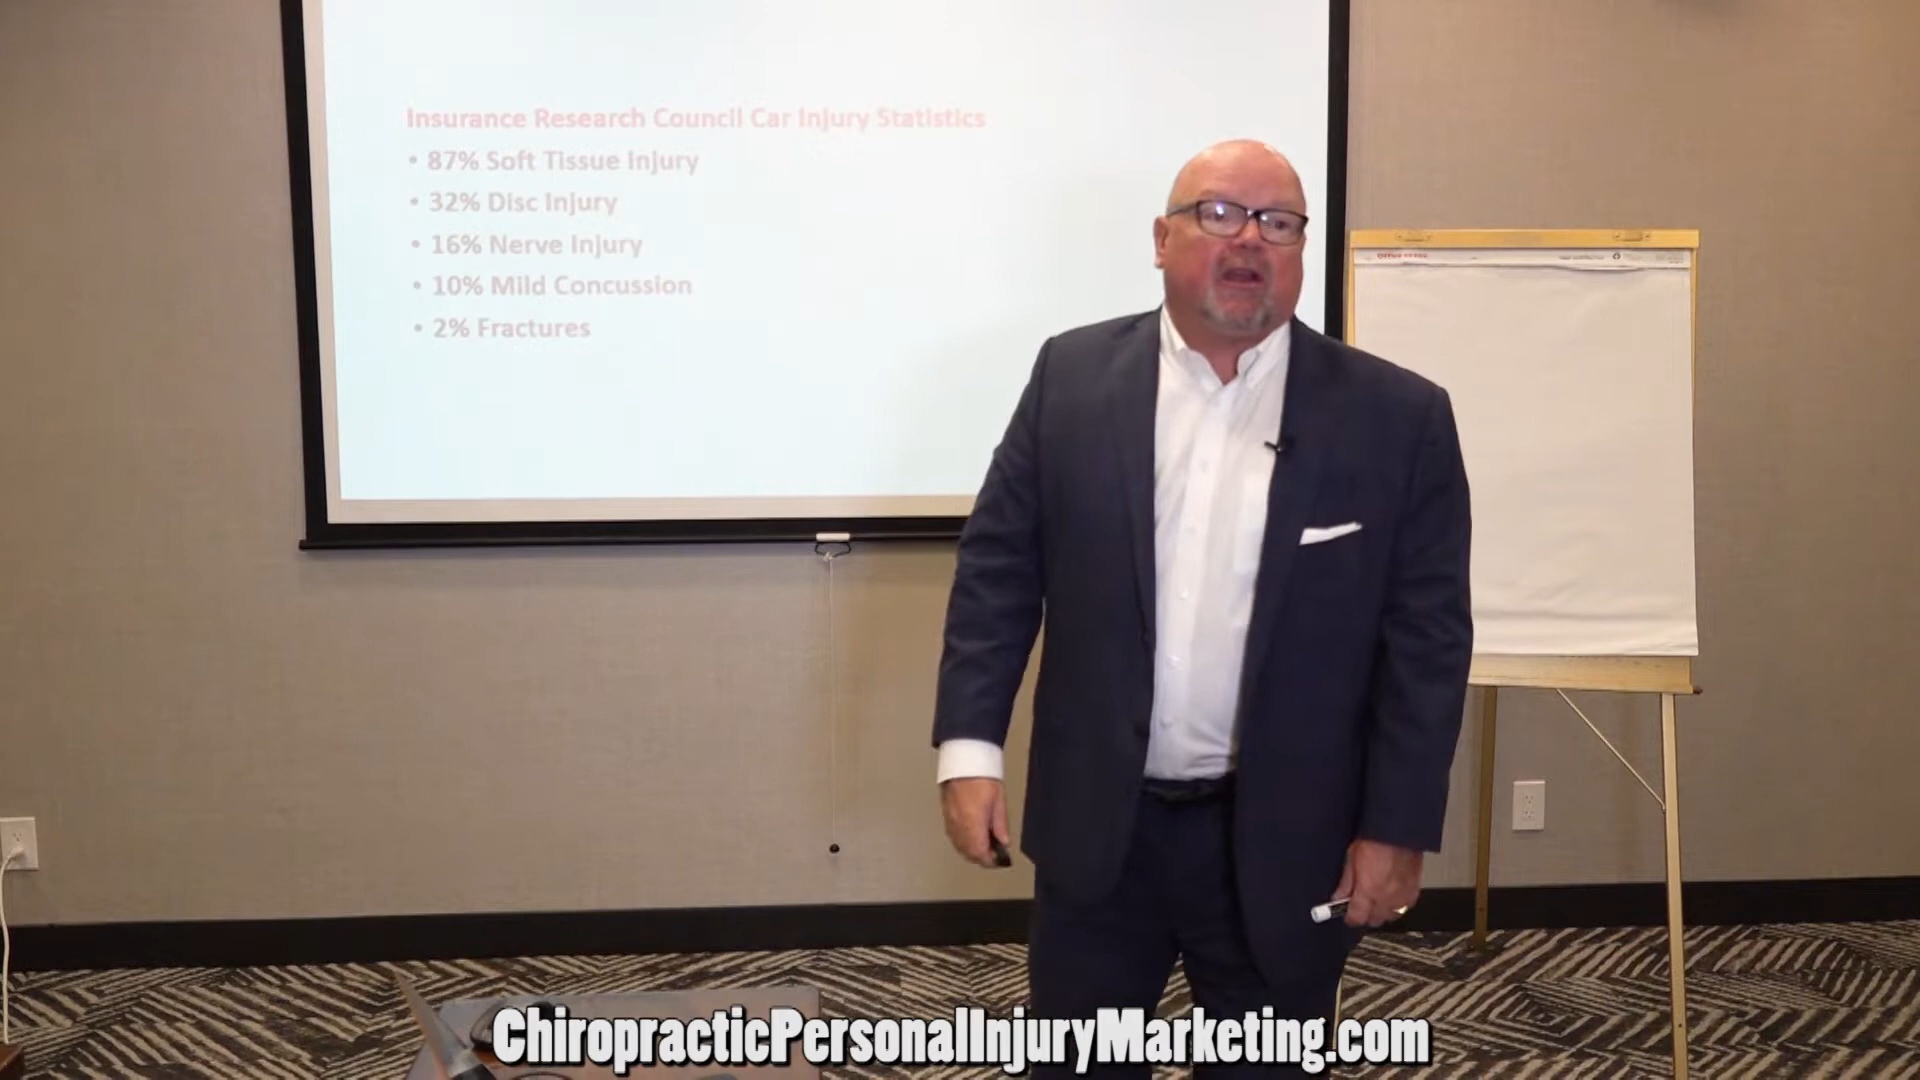 Insurance Research Council Car Injury Statistics
• 87% Soft Tissue Injury
• 32% Disc Injury
• 16% Nerve Injury
• 10% Mild Concussion
• 2% Fractures
ChiropracticPersonalInjuryMarketing.com